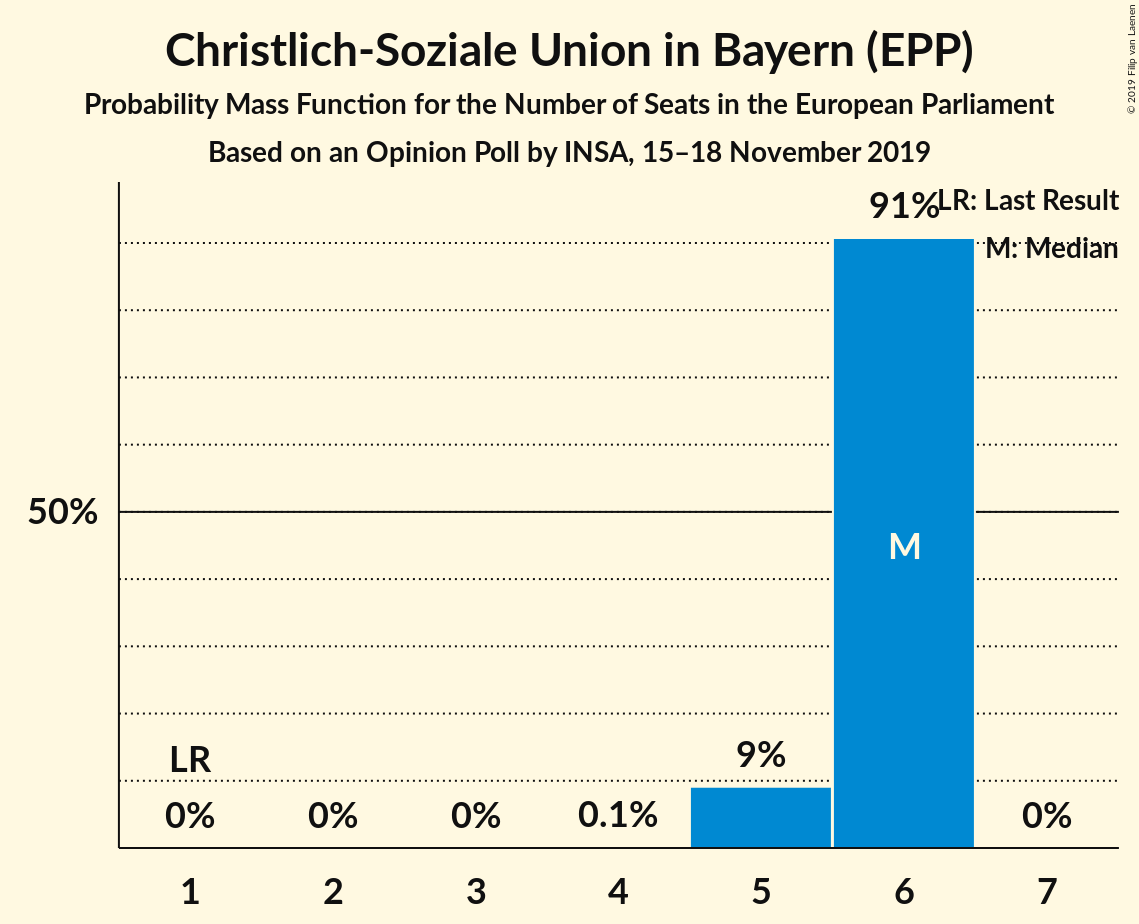 Christlich-Soziale Union in Bayern (EPP)
Probability Mass Function for the Number of Seats in the European Parliament
Based on an Opinion Poll by INSA, 15–18 November 2019
© 2019 Filip van Laenen
LR: Last Result
M: Median
91%
50%
M
LR
9%
0%
0%
0%
0.1%
0%
1
2
3
4
5
6
7